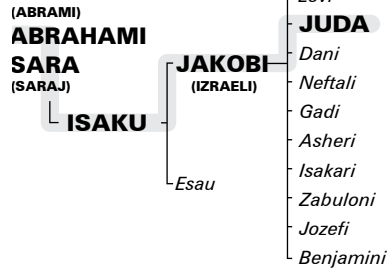 (ABRAMI)
ABRAHAMI
SARA
(SARAJ)
ISAKU
JAKOBI
(IZRAELI)
Esau
JUDA
Dani
Neftali
Gadi
Asheri
Isakari
Zabuloni
Jozefi
Benjamini